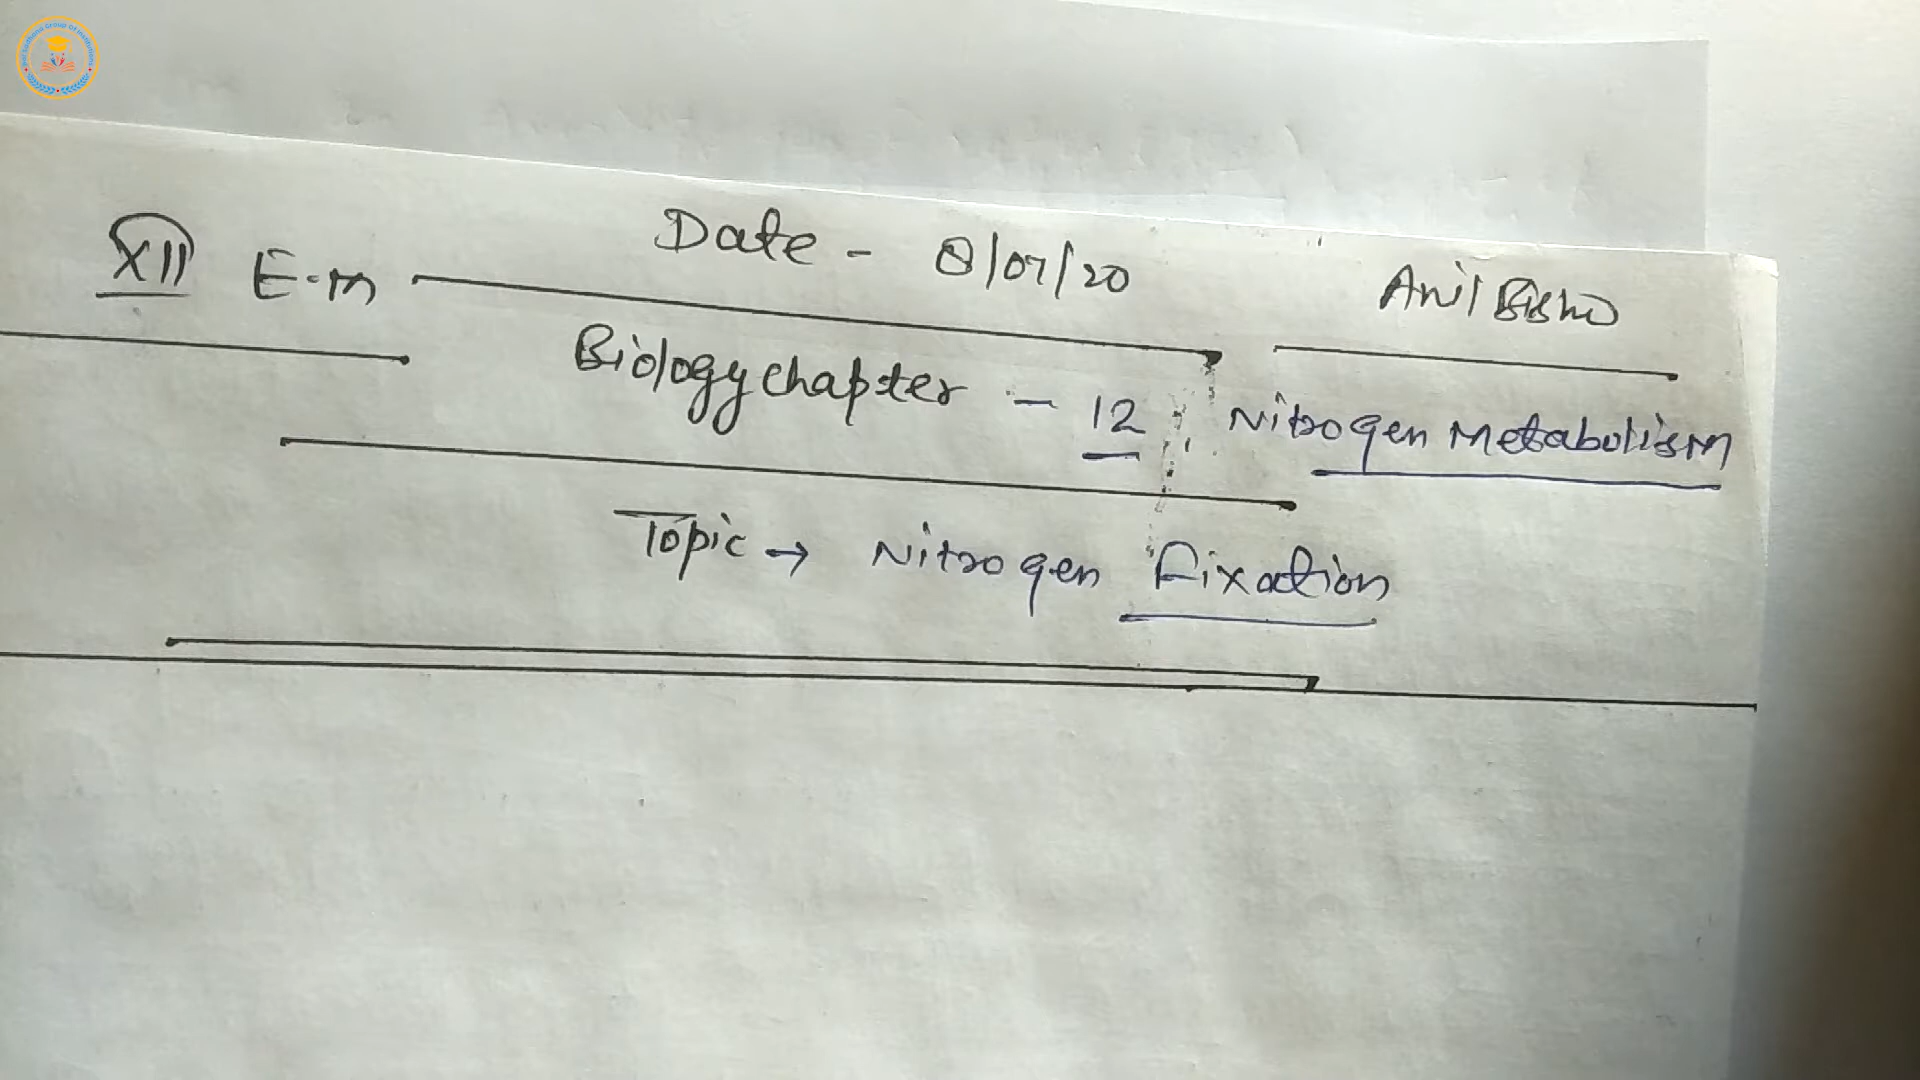 XII E.m Date - 8/07/20 Anil
Biology chapter - 12, Nitrogen Metabolism
Topic → Nitrogen Fixation